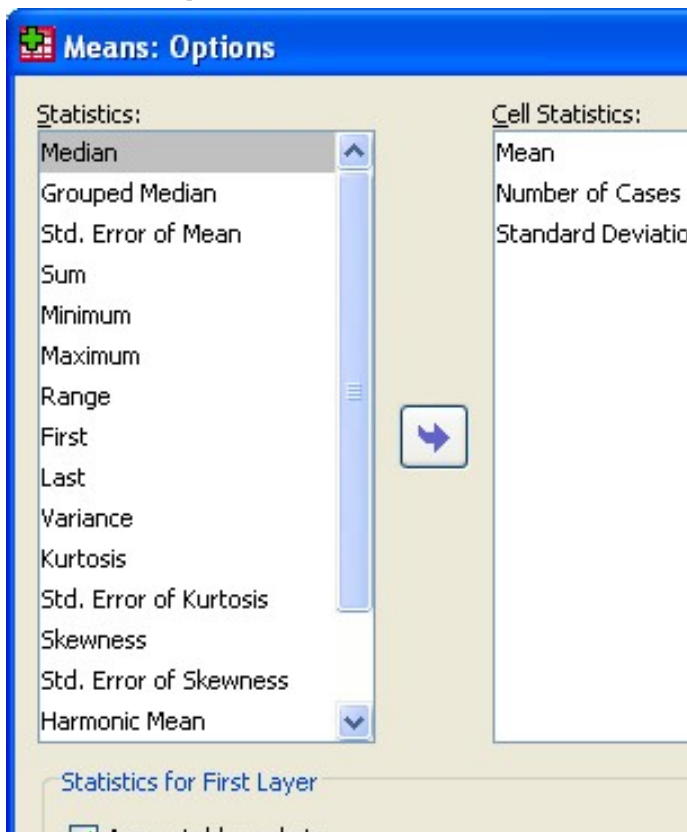 Means: Options
Statistics:
Median
Grouped Median
Std. Error of Mean
Sum
Minimum
Maximum
Range
First
Last
Variance
Kurtosis
Std. Error of Kurtosis
Skewness
Std. Error of Skewness
Harmonic Mean
Cell Statistics:
Mean
Number of Cases
Standard Deviatio
Statistics for First Layer